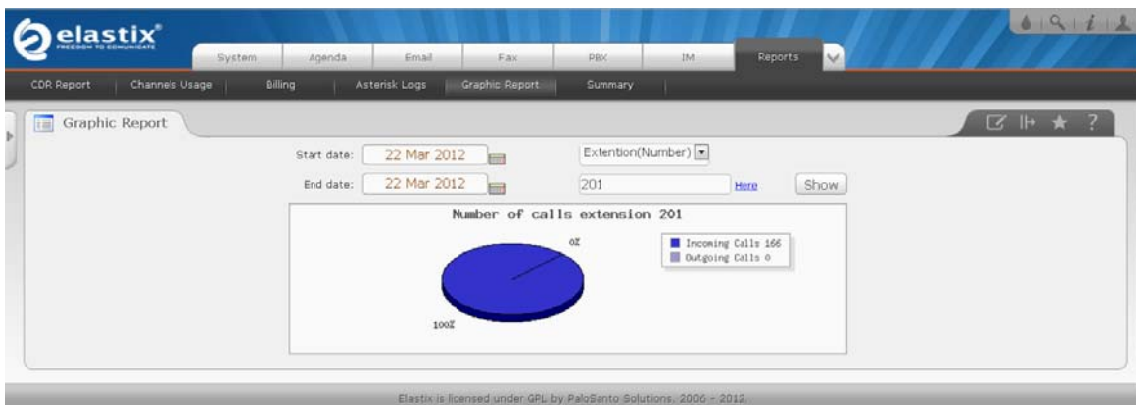 elastix®
FREEDOM TO COMUNICATE
System Agenda Email Fax PBX IM Reports
CDR Report Channels Usage Billing Asterisk Logs Graphic Report Summary
Graphic Report
Start date: 22 Mar 2012 Extention(Number)
End date: 22 Mar 2012 201 Here Show
Number of calls extension 201
0%
Incoming Calls 166
Outgoing Calls 0
100%
Elastix is licensed under GPL by PaloSanto Solutions. 2006 - 2012.